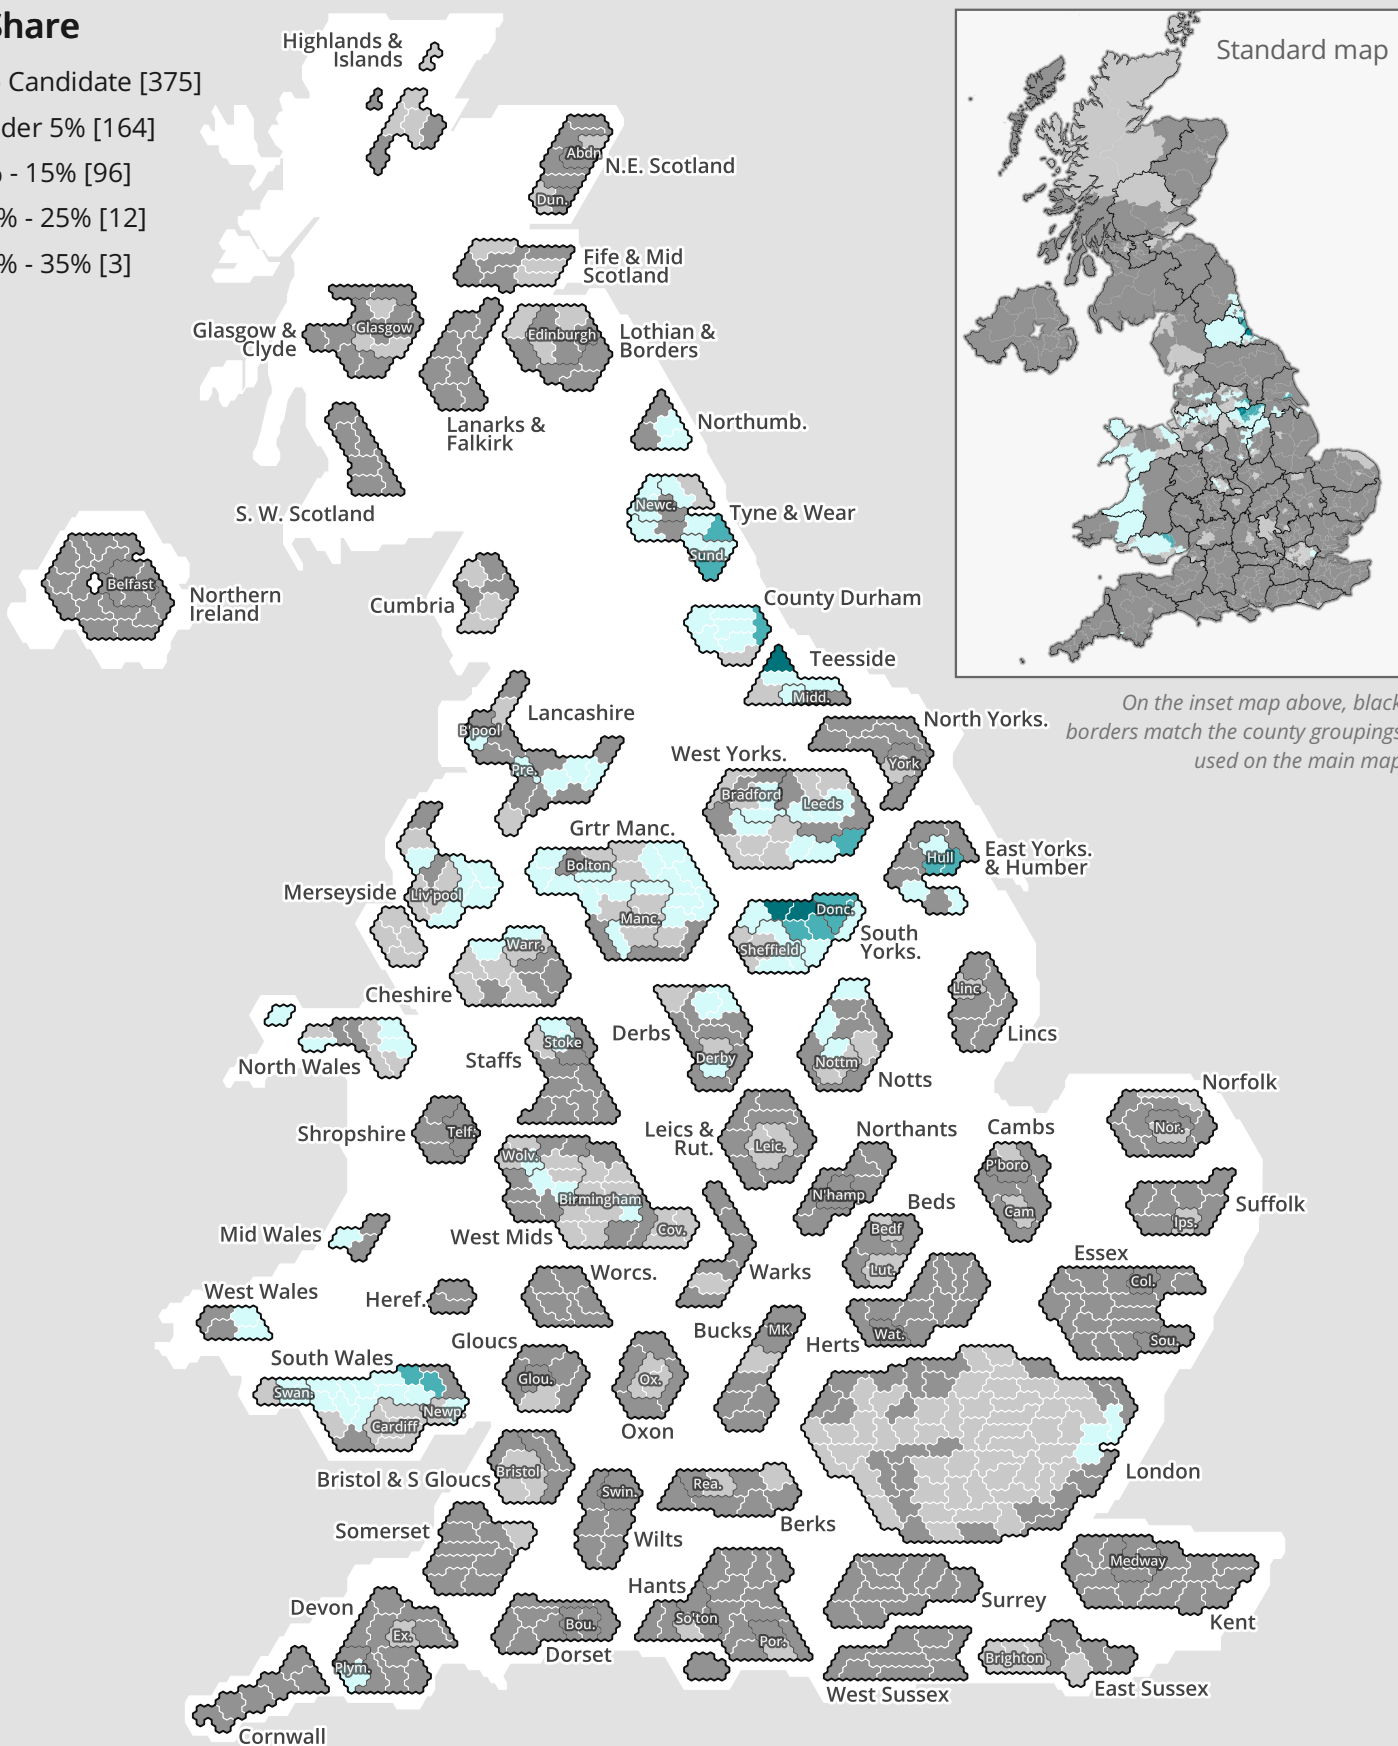 Share
Candidate [375]
der 5% [164]
- 15% [96]
% - 25% [12]
% - 35% [3]
Standard map
On the inset map above, black
borders match the county groupings
used on the main map
Highlands &
Islands
Abdn
N.E. Scotland
Dun.
Fife & Mid
Scotland
Glasgow &
Clyde
Glasgow
Edinburgh
Lothian &
Borders
Lanarks &
Falkirk
Northumb.
S. W. Scotland
Newc.
Tyne & Wear
Sund.
Belfast
Northern
Ireland
Cumbria
County Durham
Teesside
Midd.
Lancashire
B'pool
Pre.
North Yorks.
York
West Yorks.
Bradford
Leeds
Grtr Manc.
Bolton
Manc.
East Yorks.
& Humber
Hull
Merseyside
Liv'pool
Donc.
South
Yorks.
Sheffield
Warr.
Cheshire
Linc
Lincs
North Wales
Staffs
Stoke
Derbs
Derby
Nottm
Notts
Norfolk
Nor.
Shropshire
Telf.
Leics &
Rut.
Leic.
Northants
N'hamp
Cambs
P'boro
Cam
Wolv.
Birmingham
Cov.
West Mids
Beds
Bedf
Lut.
Suffolk
Ips.
Mid Wales
Warks
Essex
Col.
Sou.
West Wales
Heref.
Worcs.
Gloucs
Glou.
Bucks
MK
Herts
Wat.
South Wales
Swan.
Cardiff
Newp.
Ox.
Oxon
London
Bristol & S Gloucs
Bristol
Swin.
Wilts
Rea.
Berks
Somerset
Medway
Kent
Hants
So'ton
Por.
Surrey
Devon
Ex.
Plym.
Bou.
Dorset
West Sussex
Brighton
East Sussex
Cornwall